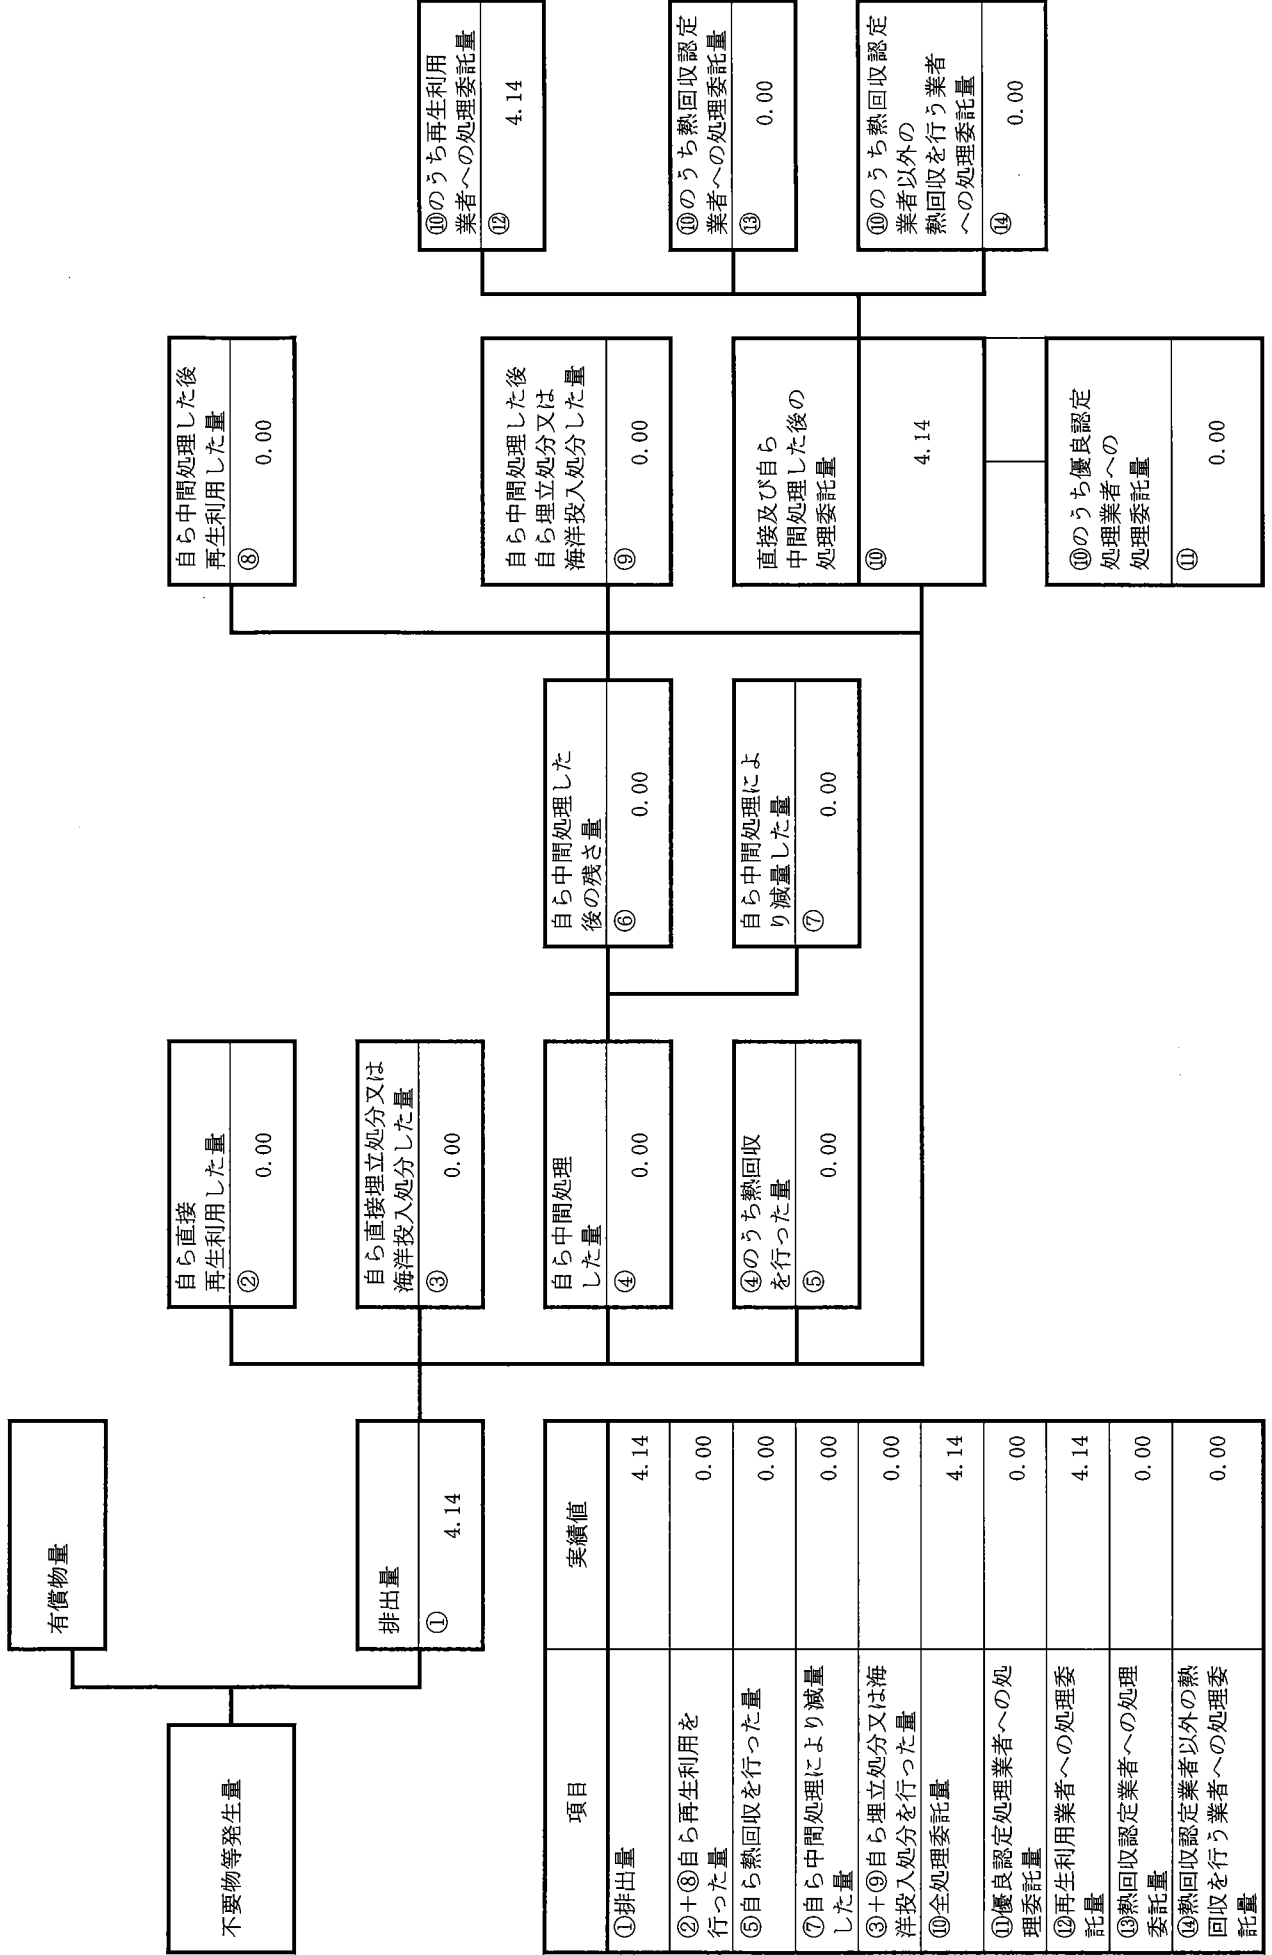 不要物等発生量
有償物量
排出量
①
4.14
自ら直接
再生利用した量
②
0.00
自ら直接埋立処分又は
海洋投入処分した量
③
0.00
自ら中間処理
した量
④
0.00
④のうち熱回収
を行った量
⑤
0.00
自ら中間処理した
後の残さ量
⑥
0.00
自ら中間処理によ
り減量した量
⑦
0.00
自ら中間処理した後
再生利用した量
⑧
0.00
自ら中間処理した後
自ら埋立処分又は
海洋投入処分した量
⑨
0.00
直接及び自ら
中間処理した後の
処理委託量
⑩
4.14
⑩のうち優良認定
処理業者への
処理委託量
⑪
0.00
⑩のうち再生利用
業者への処理委託量
⑫
4.14
⑩のうち熱回収認定
業者への処理委託量
⑬
0.00
⑩のうち熱回収認定
業者以外の
熱回収を行う業者
への処理委託量
⑭
0.00
項目 実績値
①排出量 4.14
②+⑧自ら再生利用を
行った量 0.00
⑤自ら熱回収を行った量 0.00
⑦自ら中間処理により減量
した量 0.00
③+⑨自ら埋立処分又は海
洋投入処分を行った量 0.00
⑩全処理委託量 4.14
⑪優良認定処理業者への処
理委託量 0.00
⑫再生利用業者への処理委
託量 4.14
⑬熱回収認定業者への処理
委託量 0.00
⑭熱回収認定業者以外の熱
回収を行う業者への処理委
託量 0.00